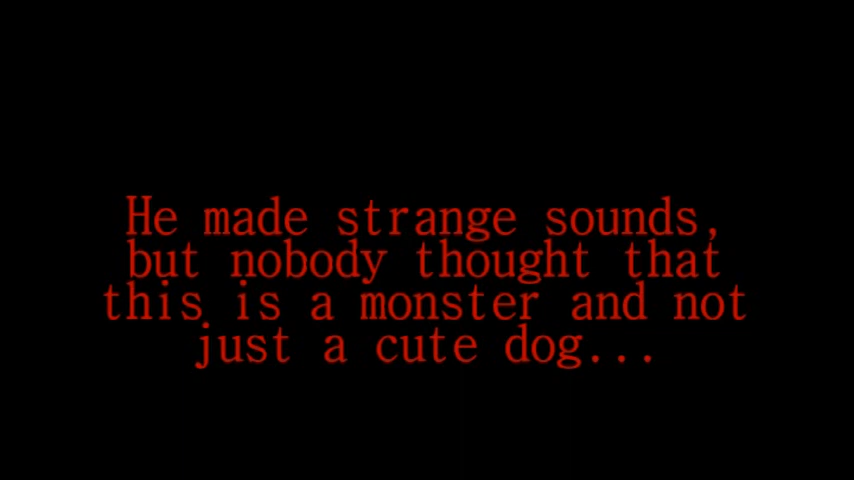 He made strange sounds,
but nobody thought that
this is a monster and not
just a cute dog...